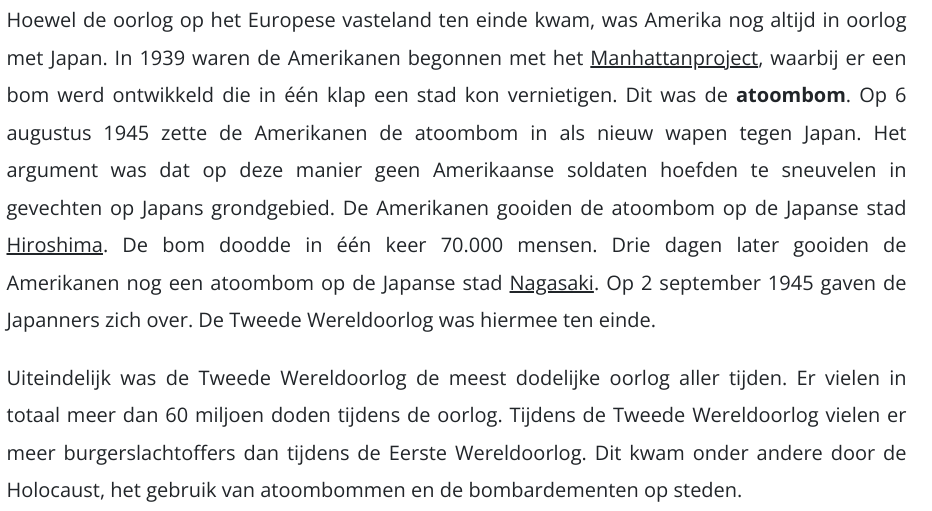 Hoewel de oorlog op het Europese vasteland ten einde kwam, was Amerika nog altijd in oorlog
met Japan. In 1939 waren de Amerikanen begonnen met het Manhattanproject, waarbij er een
bom werd ontwikkeld die in één klap een stad kon vernietigen. Dit was de atoombom. Op 6
augustus 1945 zette de Amerikanen de atoombom in als nieuw wapen tegen Japan. Het
argument was dat op deze manier geen Amerikaanse soldaten hoefden te sneuvelen in
gevechten op Japans grondgebied. De Amerikanen gooiden de atoombom op de Japanse stad
Hiroshima. De bom doodde in één keer 70.000 mensen. Drie dagen later gooiden de
Amerikanen nog een atoombom op de Japanse stad Nagasaki. Op 2 september 1945 gaven de
Japanners zich over. De Tweede Wereldoorlog was hiermee ten einde.
Uiteindelijk was de Tweede Wereldoorlog de meest dodelijke oorlog aller tijden. Er vielen in
totaal meer dan 60 miljoen doden tijdens de oorlog. Tijdens de Tweede Wereldoorlog vielen er
meer burgerslachtoffers dan tijdens de Eerste Wereldoorlog. Dit kwam onder andere door de
Holocaust, het gebruik van atoombommen en de bombardementen op steden.